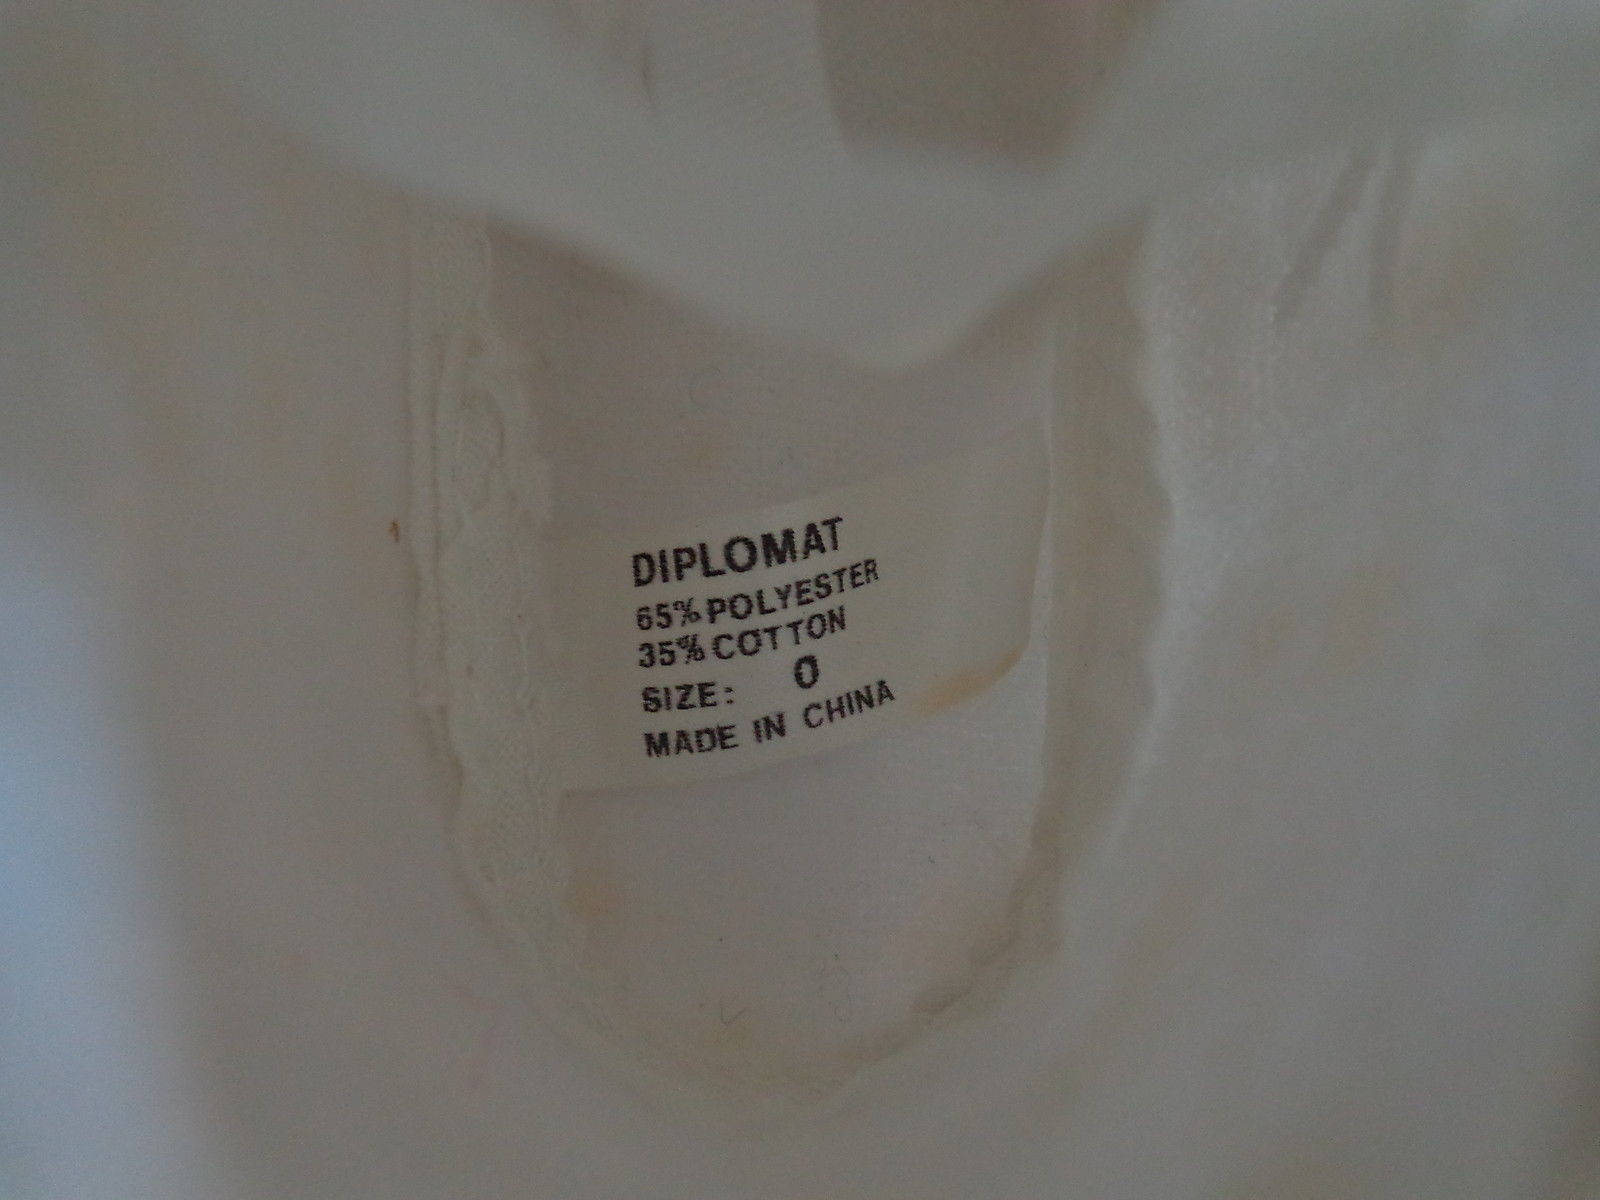 DIPLOMAT
65% POLYESTER
35% COTTON
SIZE: 0
MADE IN CHINA